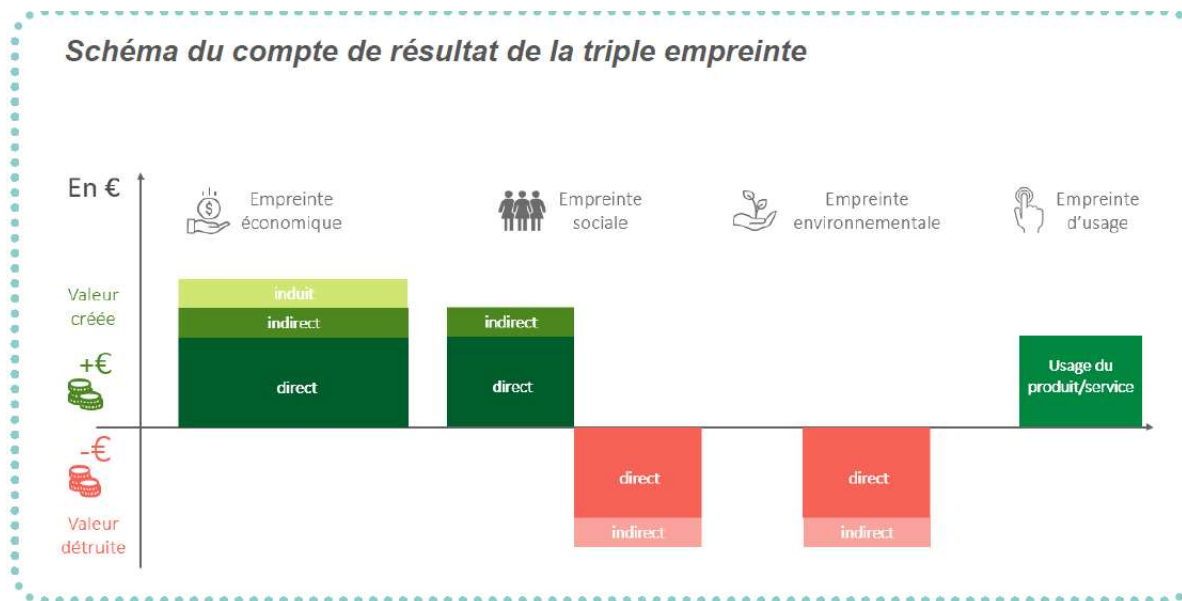 Schéma du compte de résultat de la triple empreinte
En €
Empreinte
économique
Empreinte
sociale
Empreinte
environnementale
Empreinte
d'usage
Valeur
créée
+€
induit
indirect
direct
indirect
direct
Usage du
produit/service
-€
Valeur
détruite
direct
indirect
direct
indirect